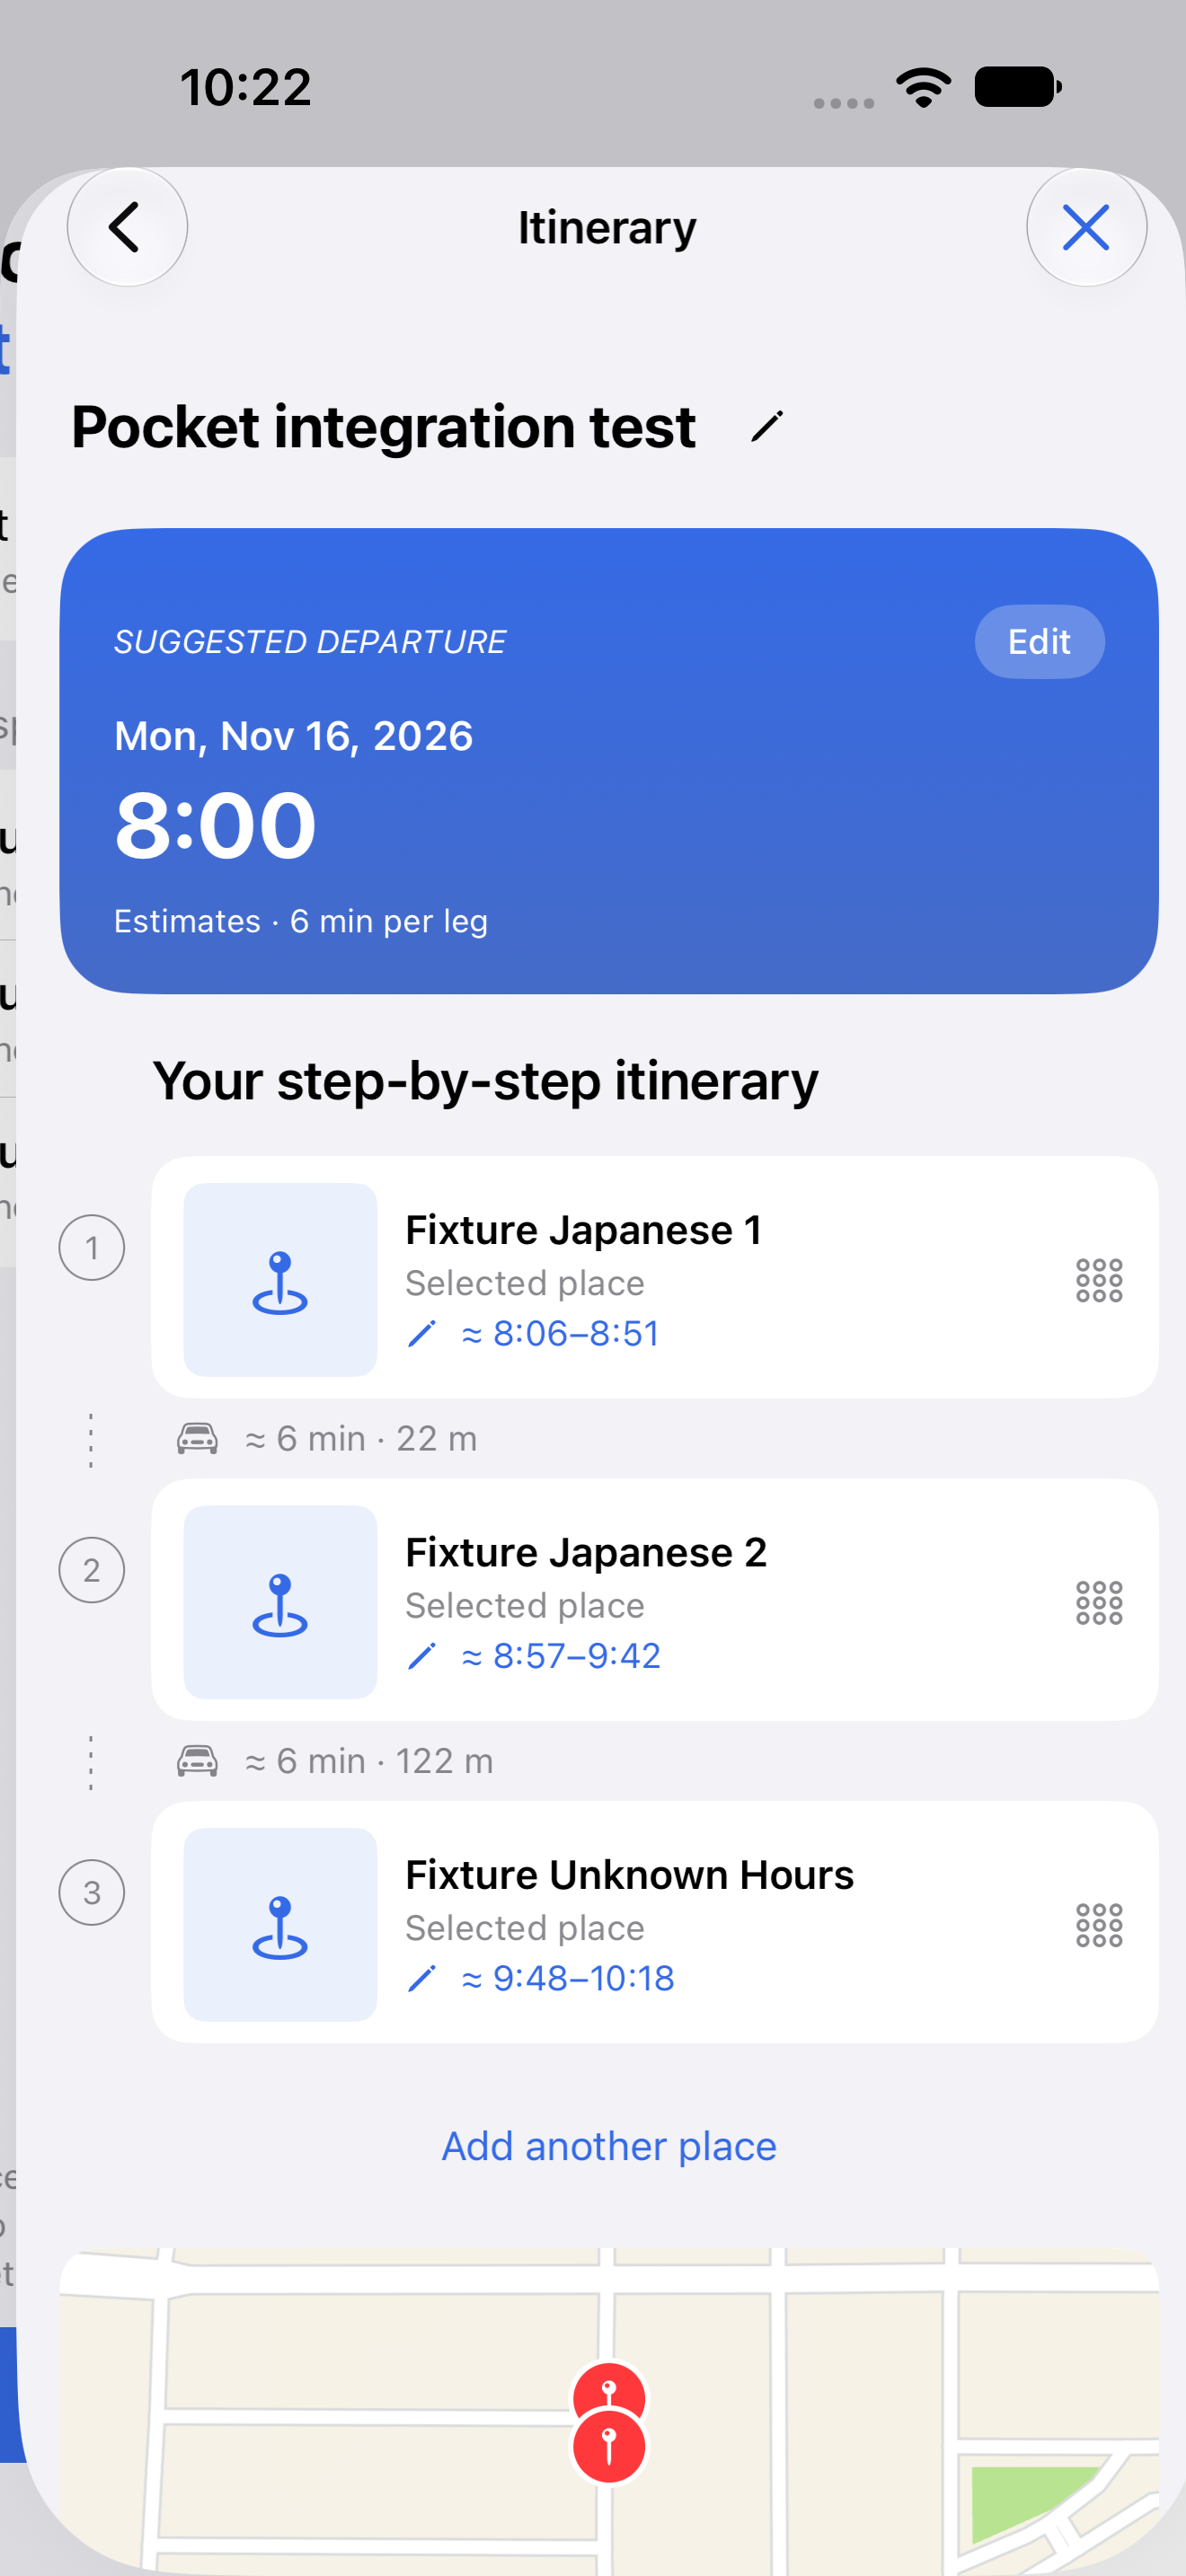 10:22
Itinerary
Pocket integration test
SUGGESTED DEPARTURE
Edit
Mon, Nov 16, 2026
8:00
Estimates · 6 min per leg
Your step-by-step itinerary
1
Fixture Japanese 1
Selected place
≈ 8:06–8:51
≈ 6 min · 22 m
2
Fixture Japanese 2
Selected place
≈ 8:57–9:42
≈ 6 min · 122 m
3
Fixture Unknown Hours
Selected place
≈ 9:48–10:18
Add another place